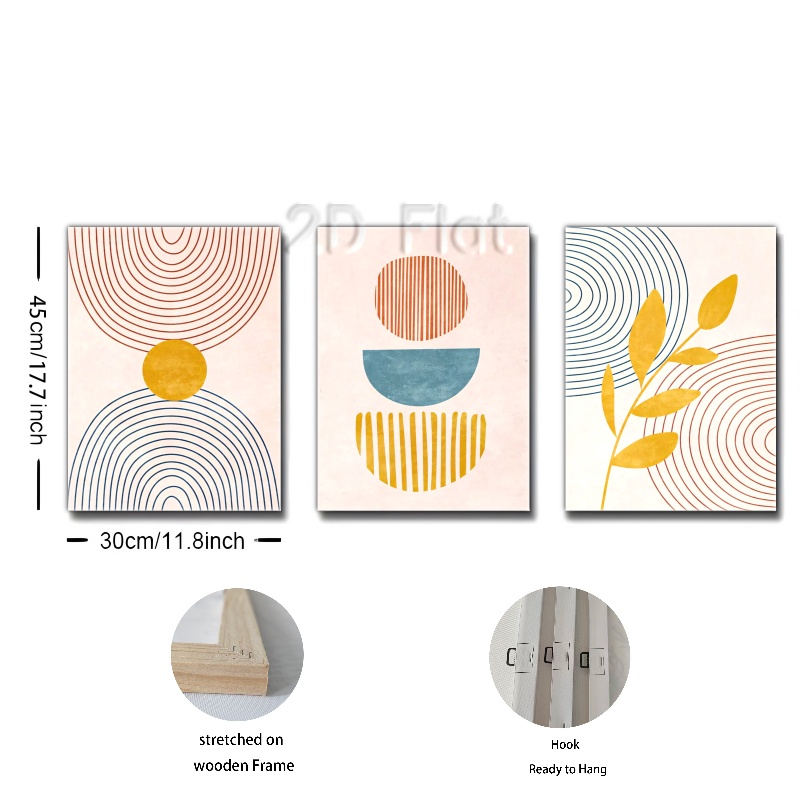 2D Flat
45cm/17.7inch
30cm/11.8inch
stretched on
wooden Frame
Hook
Ready to Hang